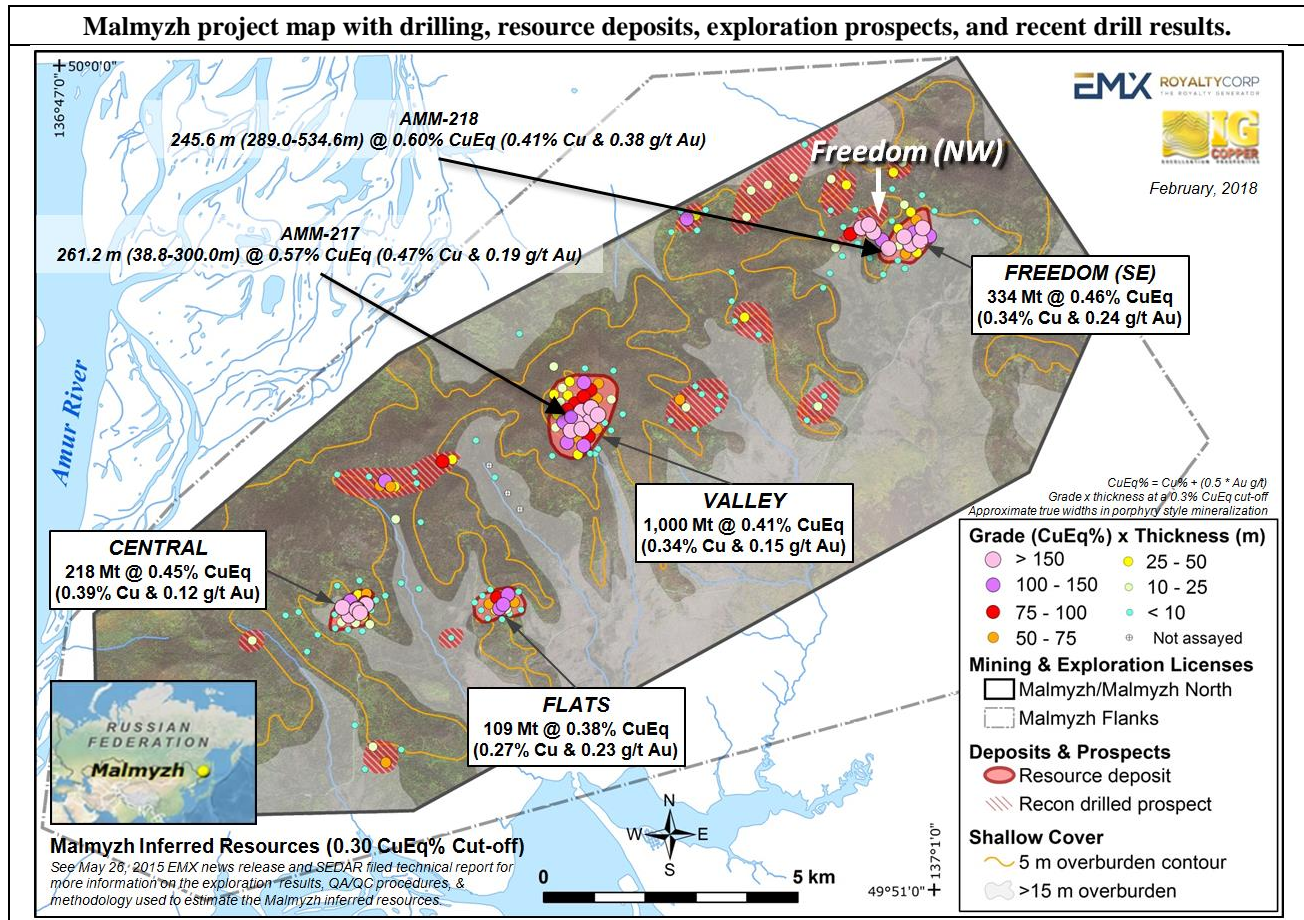 Malmyzh project map with drilling, resource deposits, exploration prospects, and recent drill results.
50°0'0"
136°47'0"
EMX ROYALTYCORP
THE ROYALTY GENERATOR
IG
COPPER
February, 2018
AMM-218
245.6 m (289.0-534.6m) @ 0.60% CuEq (0.41% Cu & 0.38 g/t Au)
Freedom (NW)
AMM-217
261.2 m (38.8-300.0m) @ 0.57% CuEq (0.47% Cu & 0.19 g/t Au)
FREEDOM (SE)
334 Mt @ 0.46% CuEq
(0.34% Cu & 0.24 g/t Au)
Amur River
VALLEY
1,000 Mt @ 0.41% CuEq
(0.34% Cu & 0.15 g/t Au)
CENTRAL
218 Mt @ 0.45% CuEq
(0.39% Cu & 0.12 g/t Au)
FLATS
109 Mt @ 0.38% CuEq
(0.27% Cu & 0.23 g/t Au)
CuEq% = Cu% + (0.5 * Au g/t)
Grade x thickness at a 0.3% CuEq cut-off
Approximate true widths in porphyry style mineralization
Grade (CuEq%) x Thickness (m)
> 150
100 - 150
75 - 100
50 - 75
25 - 50
10 - 25
< 10
Not assayed
Mining & Exploration Licenses
Malmyzh/Malmyzh North
Malmyzh Flanks
Deposits & Prospects
Resource deposit
Recon drilled prospect
Shallow Cover
5 m overburden contour
>15 m overburden
RUSSIAN
FEDERATION
Malmyzh
Malmyzh Inferred Resources (0.30 CuEq% Cut-off)
See May 26, 2015 EMX news release and SEDAR filed technical report for
more information on the exploration results, QA/QC procedures, &
methodology used to estimate the Malmyzh inferred resources.
N
W E
S
0 5 km
49°51'0"
137°1'0"